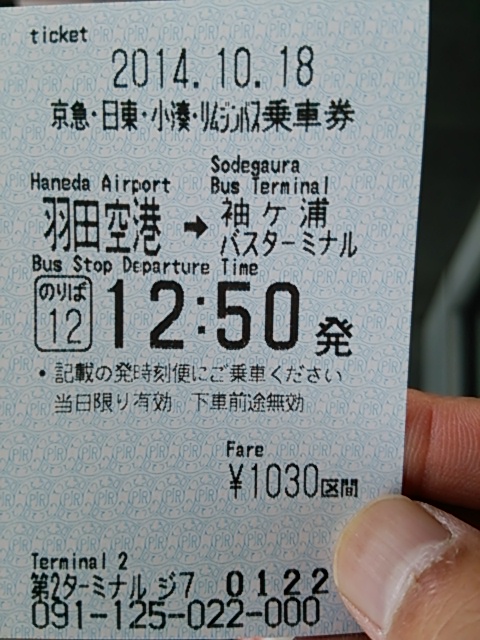 ticket
2014.10.18
京急・日東・小湊・リムジンバス乗車券
Haneda Airport
Sodegaura
Bus Terminal
羽田空港 ➡ 袖ケ浦
バスターミナル
Bus Stop Departure Time
のりば
12
12:50発
・記載の発時刻便にご乗車ください
当日限り有効 下車前途無効
Fare
¥1030区間
Terminal 2
第2ターミナル ジ7 0122
091-125-022-000